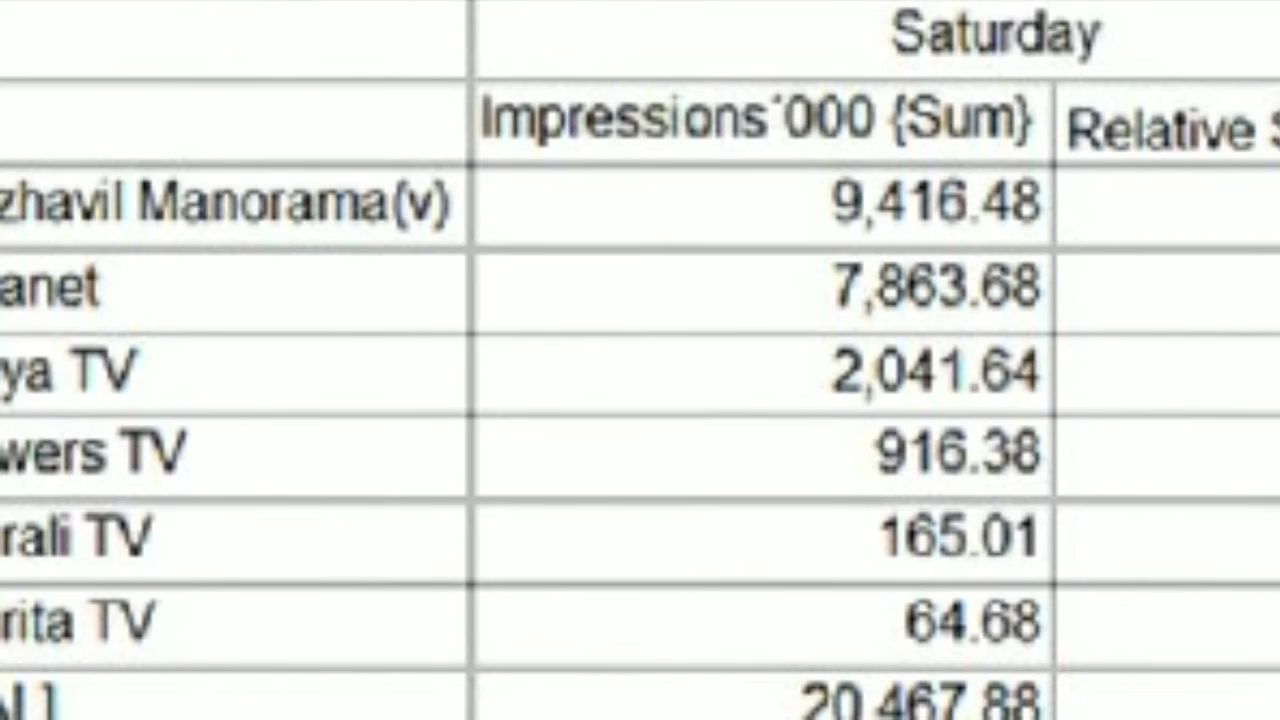 Saturday
Impressions´000 {Sum} Relative S
zhavil Manorama(v) 9,416.48
anet 7,863.68
ya TV 2,041.64
wers TV 916.38
rali TV 165.01
rita TV 64.68
AL] 20,467.88